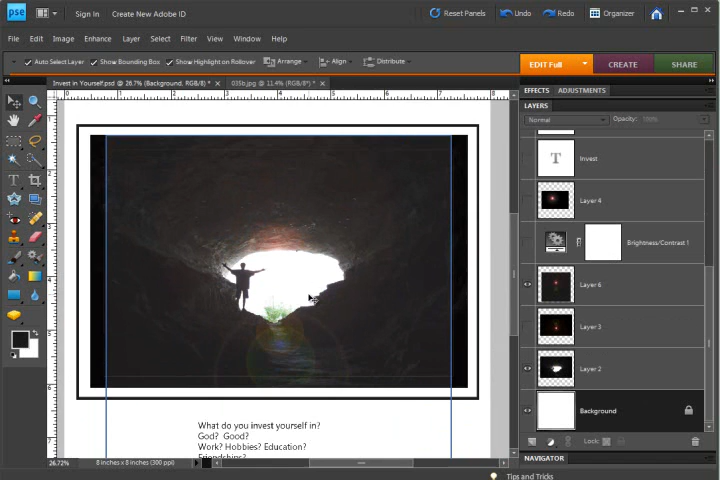 pse Sign In Create New Adobe ID Reset Panels Undo Redo Organizer
File Edit Image Enhance Layer Select Filter View Window Help
Auto Select Layer Show Bounding Box Show Highlight on Rollover Arrange Align Distribute EDIT Full CREATE SHARE
Invest in Yourself.psd @ 26.7% (Background, RGB/8) * × 035b.jpg @ 11.4% (RGB/8*) * ×
EFFECTS ADJUSTMENTS
LAYERS
Normal Opacity: 100%
T Invest
Layer 4
Brightness/Contrast 1
Layer 6
Layer 3
Layer 2
Background
What do you invest yourself in?
God? Good?
Work? Hobbies? Education?
Friendships?
Lock:
26.72% 8 inches x 8 inches (300 ppi)
NAVIGATOR
Tips and Tricks